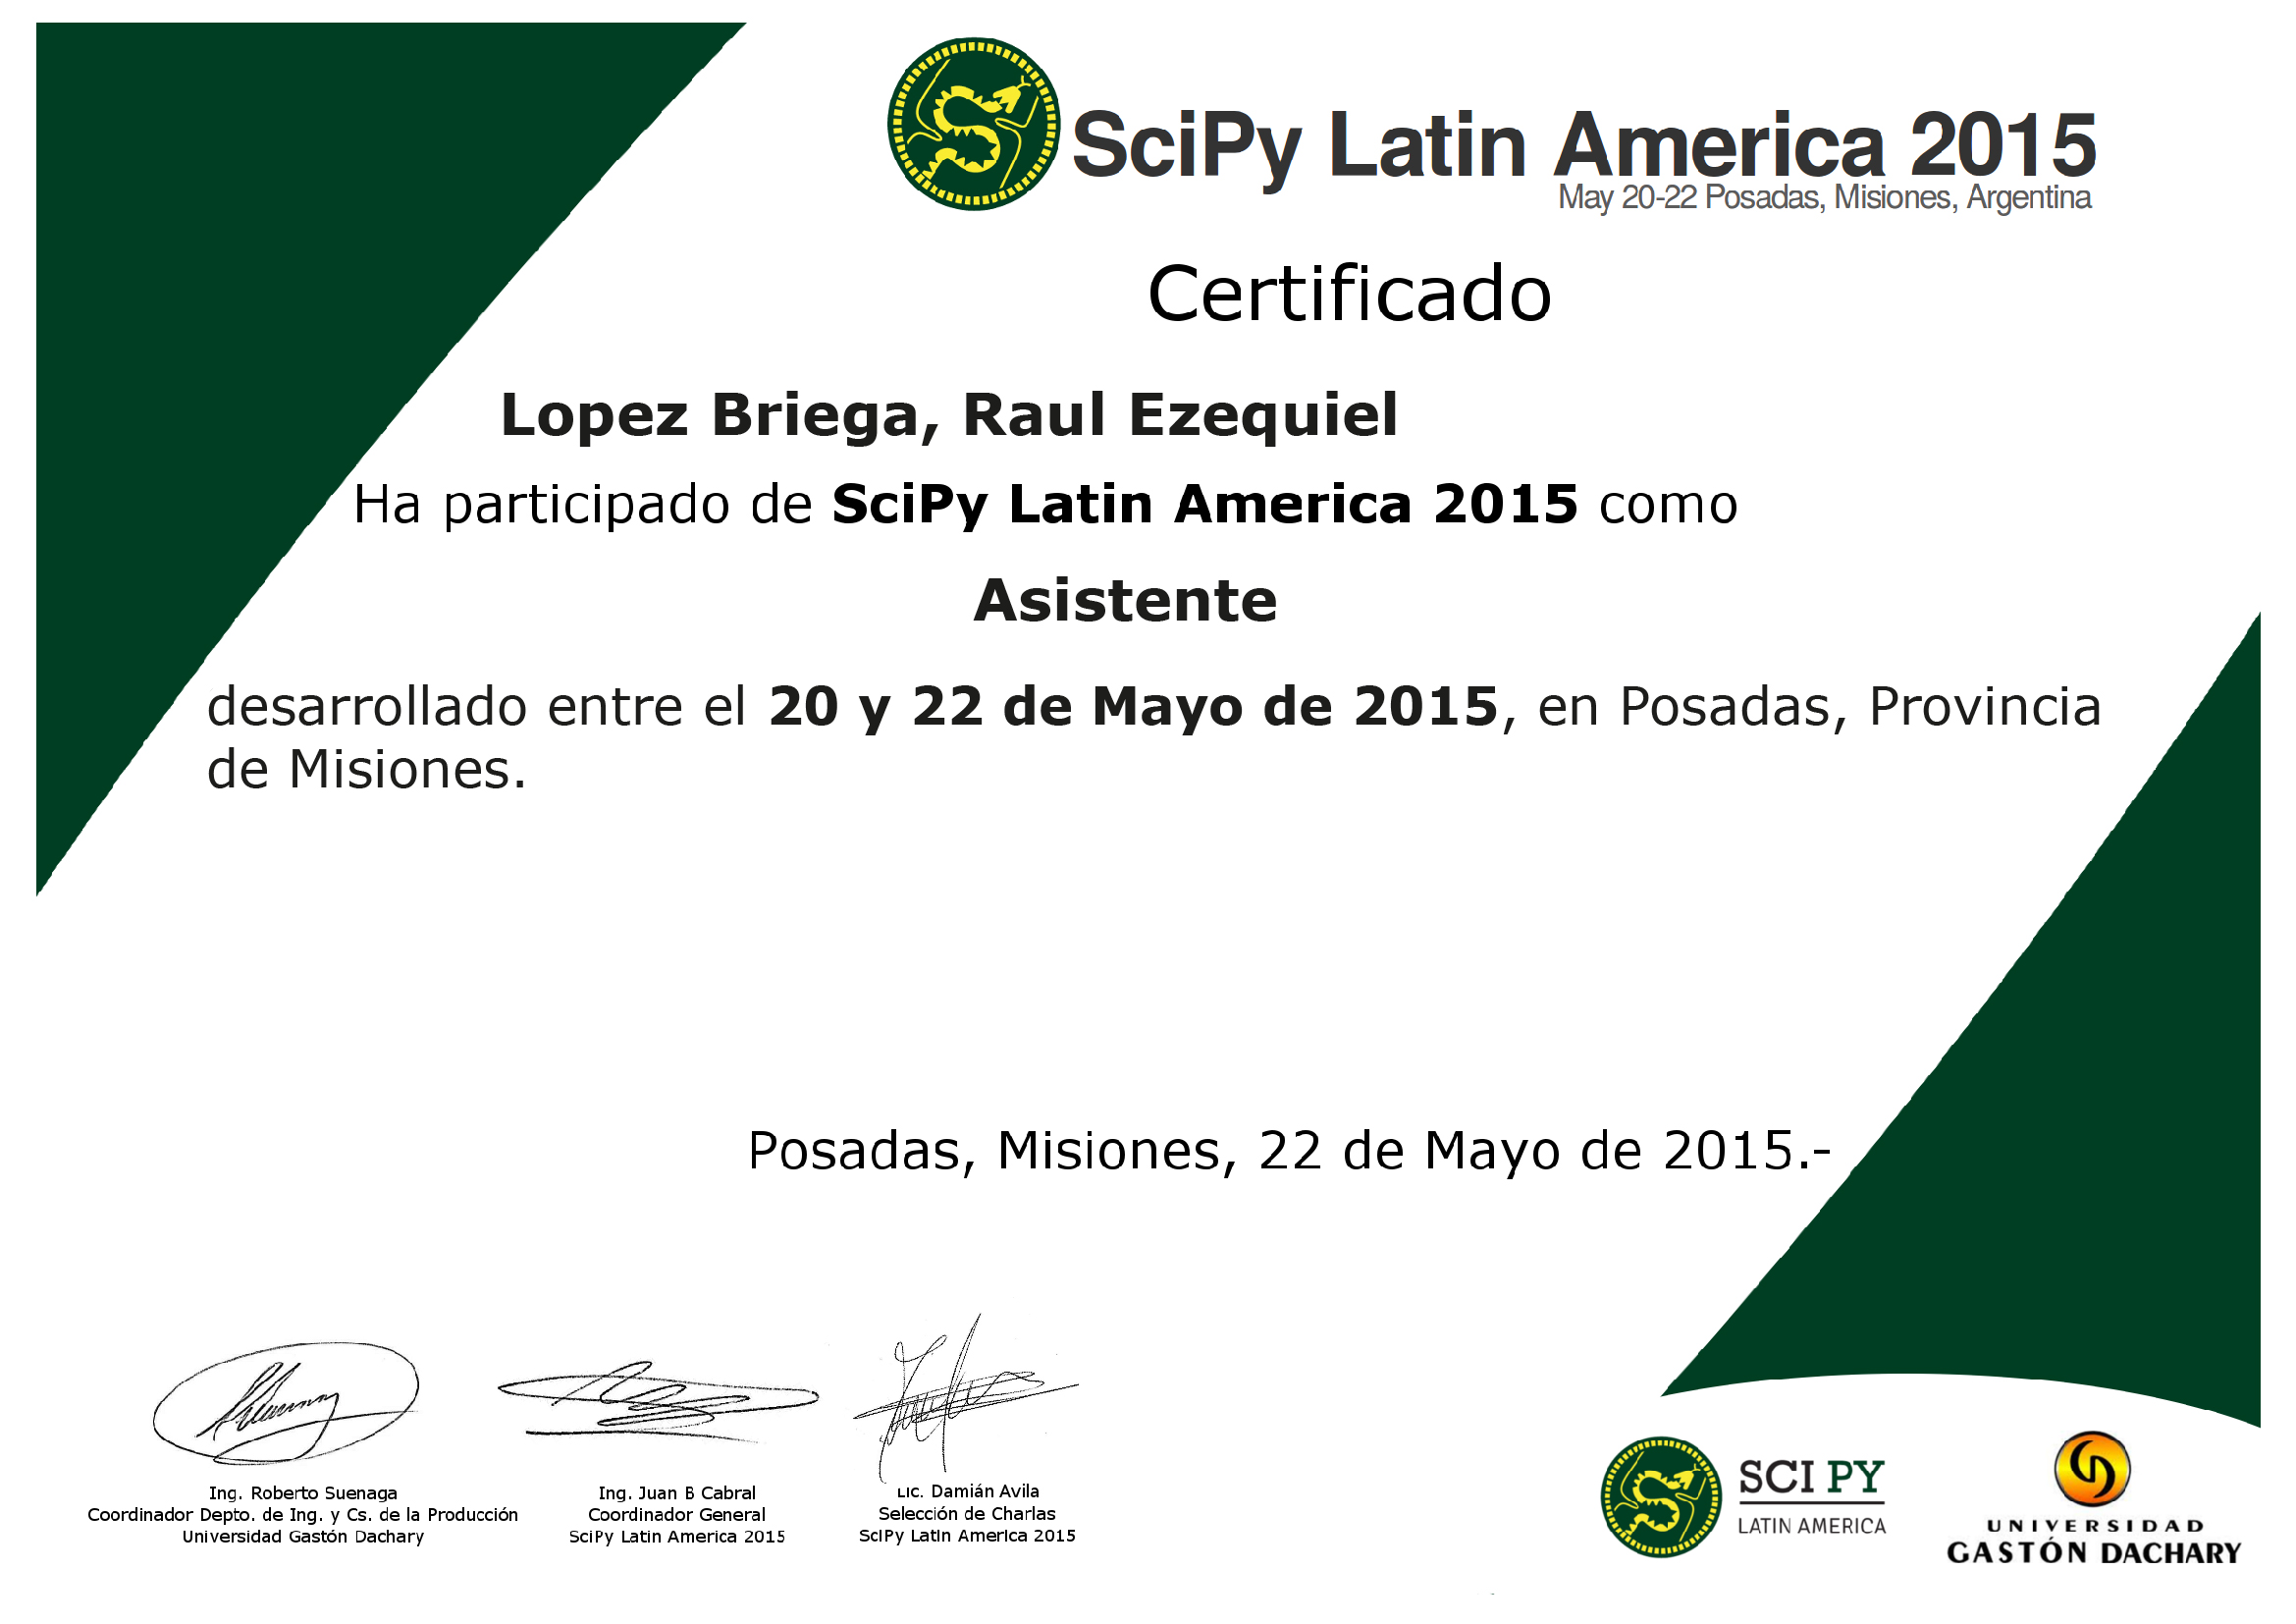 SciPy Latin America 2015
May 20-22 Posadas, Misiones, Argentina
Certificado
Lopez Briega, Raul Ezequiel
Ha participado de SciPy Latin America 2015 como
Asistente
desarrollado entre el 20 y 22 de Mayo de 2015, en Posadas, Provincia
de Misiones.
Posadas, Misiones, 22 de Mayo de 2015.-
Ing. Roberto Suenaga
Coordinador Depto. de Ing. y Cs. de la Producción
Universidad Gastón Dachary
Ing. Juan B Cabral
Coordinador General
SciPy Latin America 2015
Lic. Damián Avila
Selección de Charlas
SciPy Latin America 2015
SCI PY
LATIN AMERICA
UNIVERSIDAD
GASTÓN DACHARY